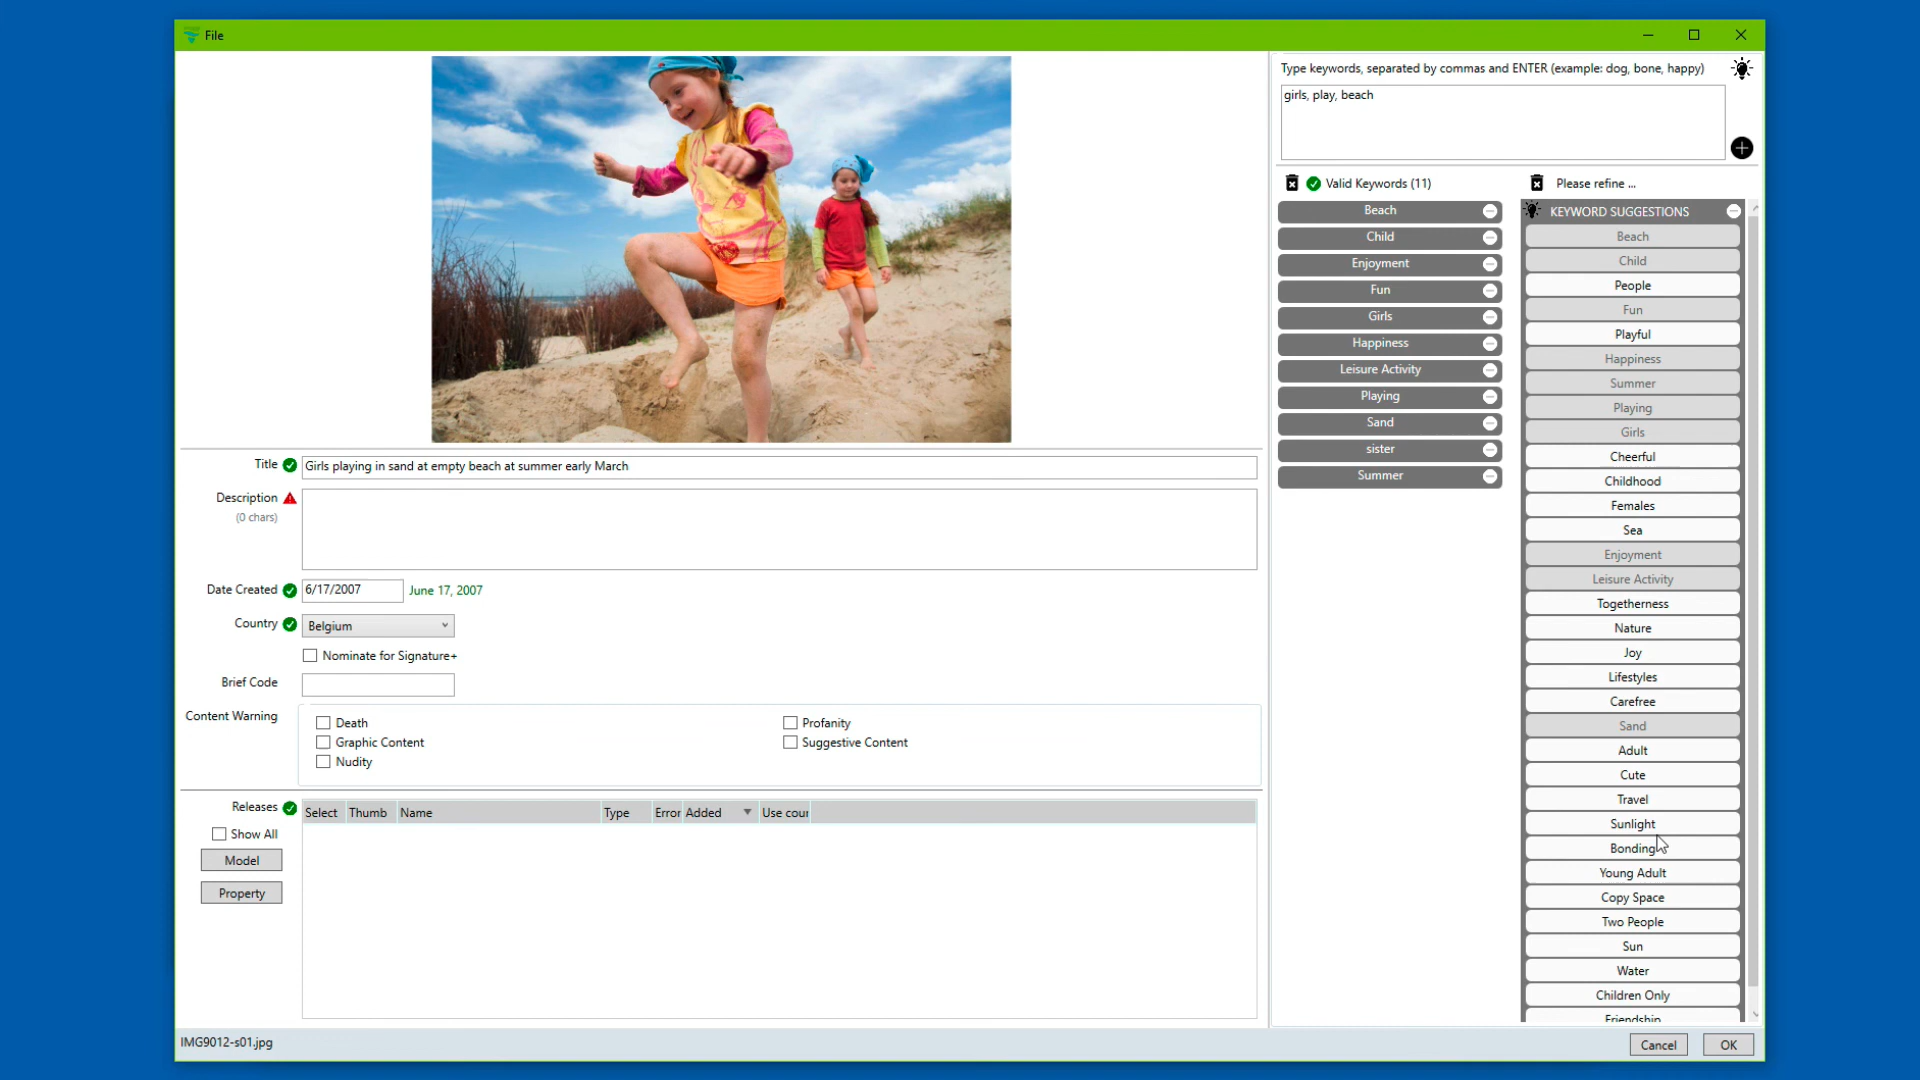 File
Type keywords, separated by commas and ENTER (example: dog, bone, happy)
girls, play, beach
Valid Keywords (11)
Beach
Child
Enjoyment
Fun
Girls
Happiness
Leisure Activity
Playing
Sand
sister
Summer
Please refine ...
KEYWORD SUGGESTIONS
Beach
Child
People
Fun
Playful
Happiness
Summer
Playing
Girls
Cheerful
Childhood
Females
Sea
Enjoyment
Leisure Activity
Togetherness
Nature
Joy
Lifestyles
Carefree
Sand
Adult
Cute
Travel
Sunlight
Bonding
Young Adult
Copy Space
Two People
Sun
Water
Children Only
Friendship
Title Girls playing in sand at empty beach at summer early March
Description
(0 chars)
Date Created 6/17/2007 June 17, 2007
Country Belgium
Nominate for Signature+
Brief Code
Content Warning
Death Profanity
Graphic Content Suggestive Content
Nudity
Releases Select Thumb Name Type Error Added Use cour
Show All
Model
Property
IMG9012-s01.jpg
Cancel OK